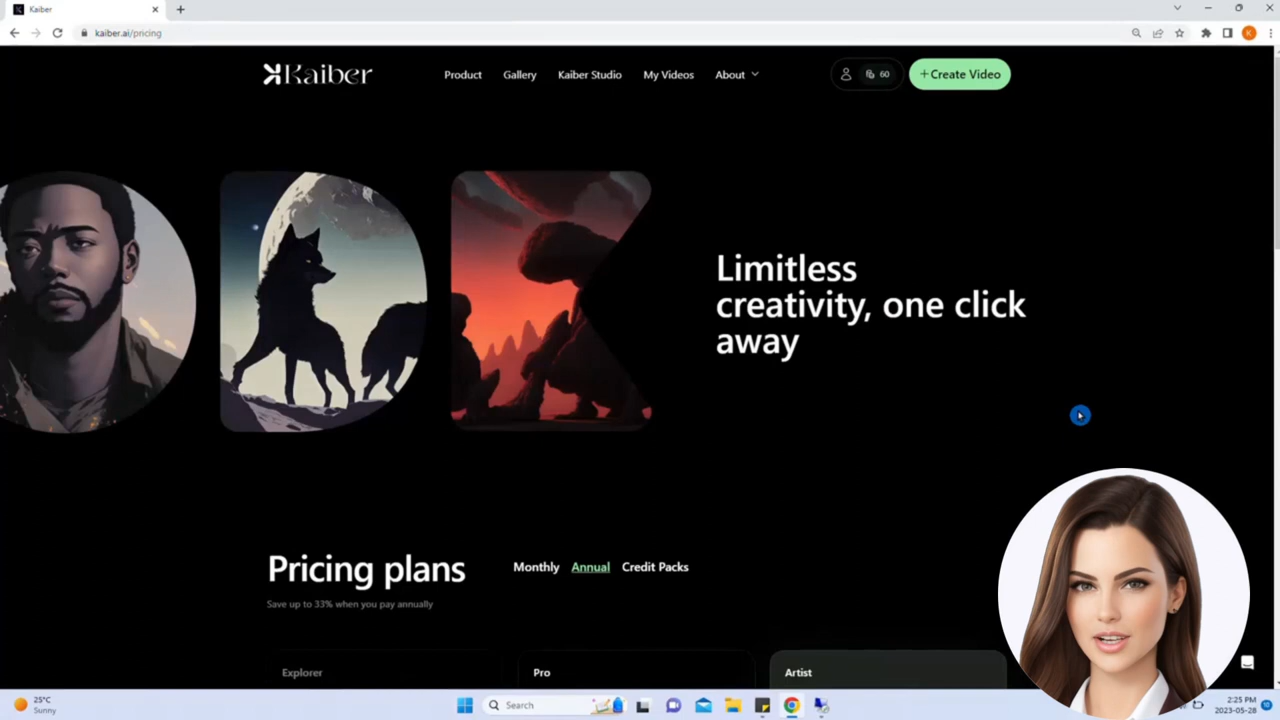 Kaiber
kaiber.ai/pricing
K
Kaiber
Product
Gallery
Kaiber Studio
My Videos
About
60
+Create Video
Limitless
creativity, one click
away
Pricing plans
Monthly
Annual
Credit Packs
Save up to 33% when you pay annually
Explorer
Pro
Artist
25°C
Sunny
Search
2:25 PM
2023-05-28